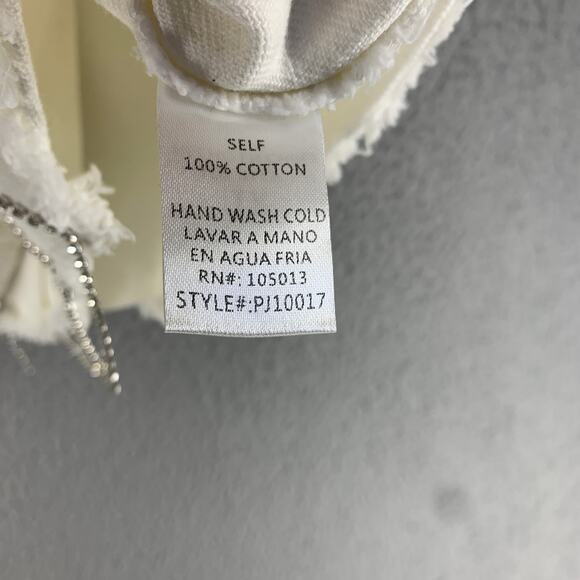 SELF
100% COTTON
HAND WASH COLD
LAVAR A MANO
EN AGUA FRIA
RN#: 105013
STYLE#:PJ10017